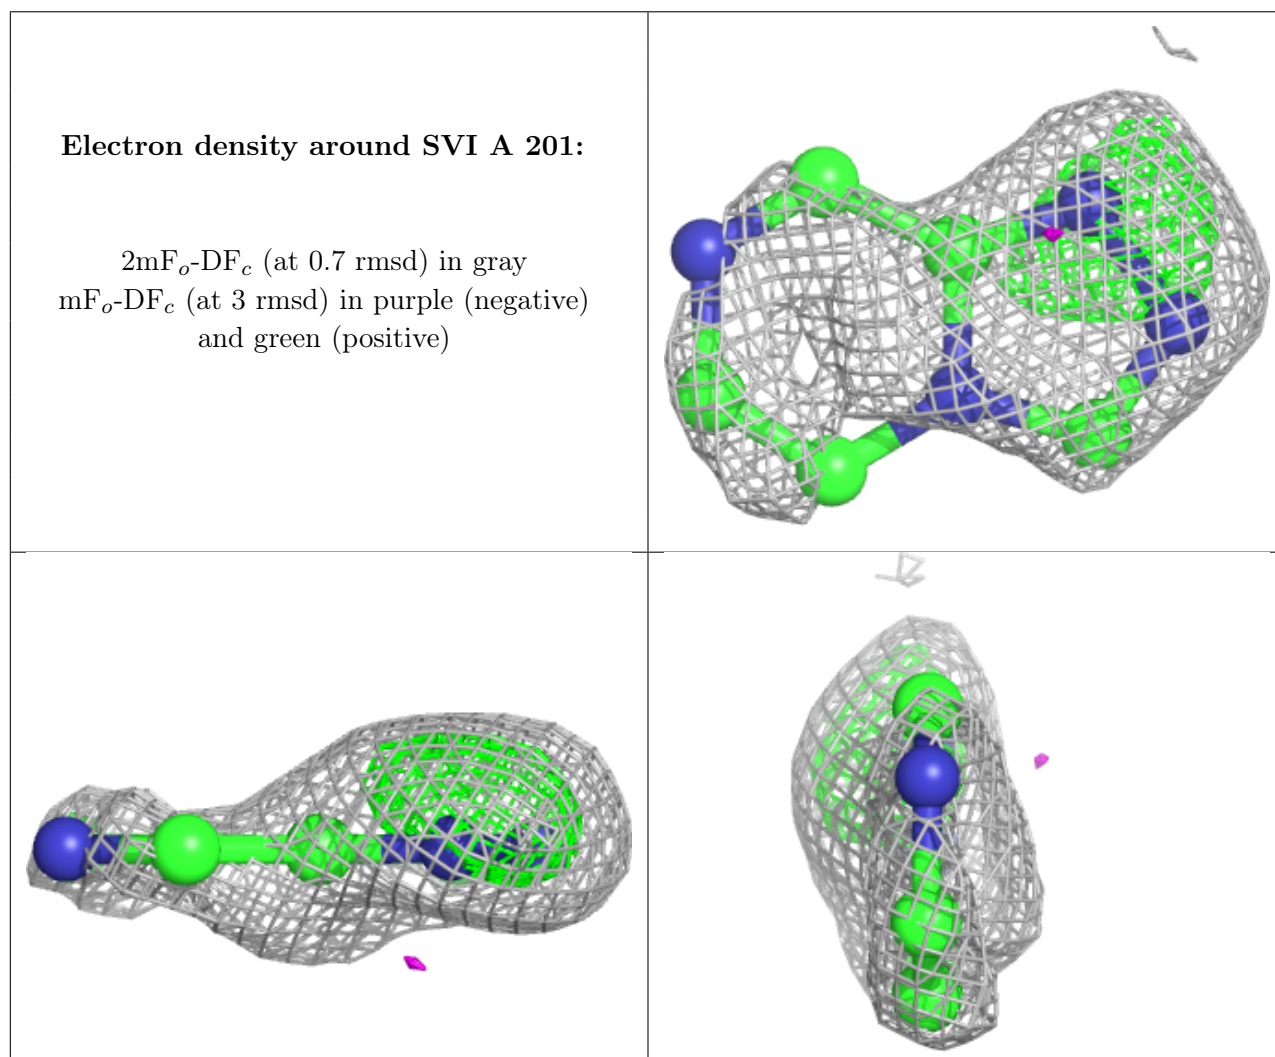 Electron density around SVI A 201:
2mFo-DFc (at 0.7 rmsd) in gray
mFo-DFc (at 3 rmsd) in purple (negative)
and green (positive)